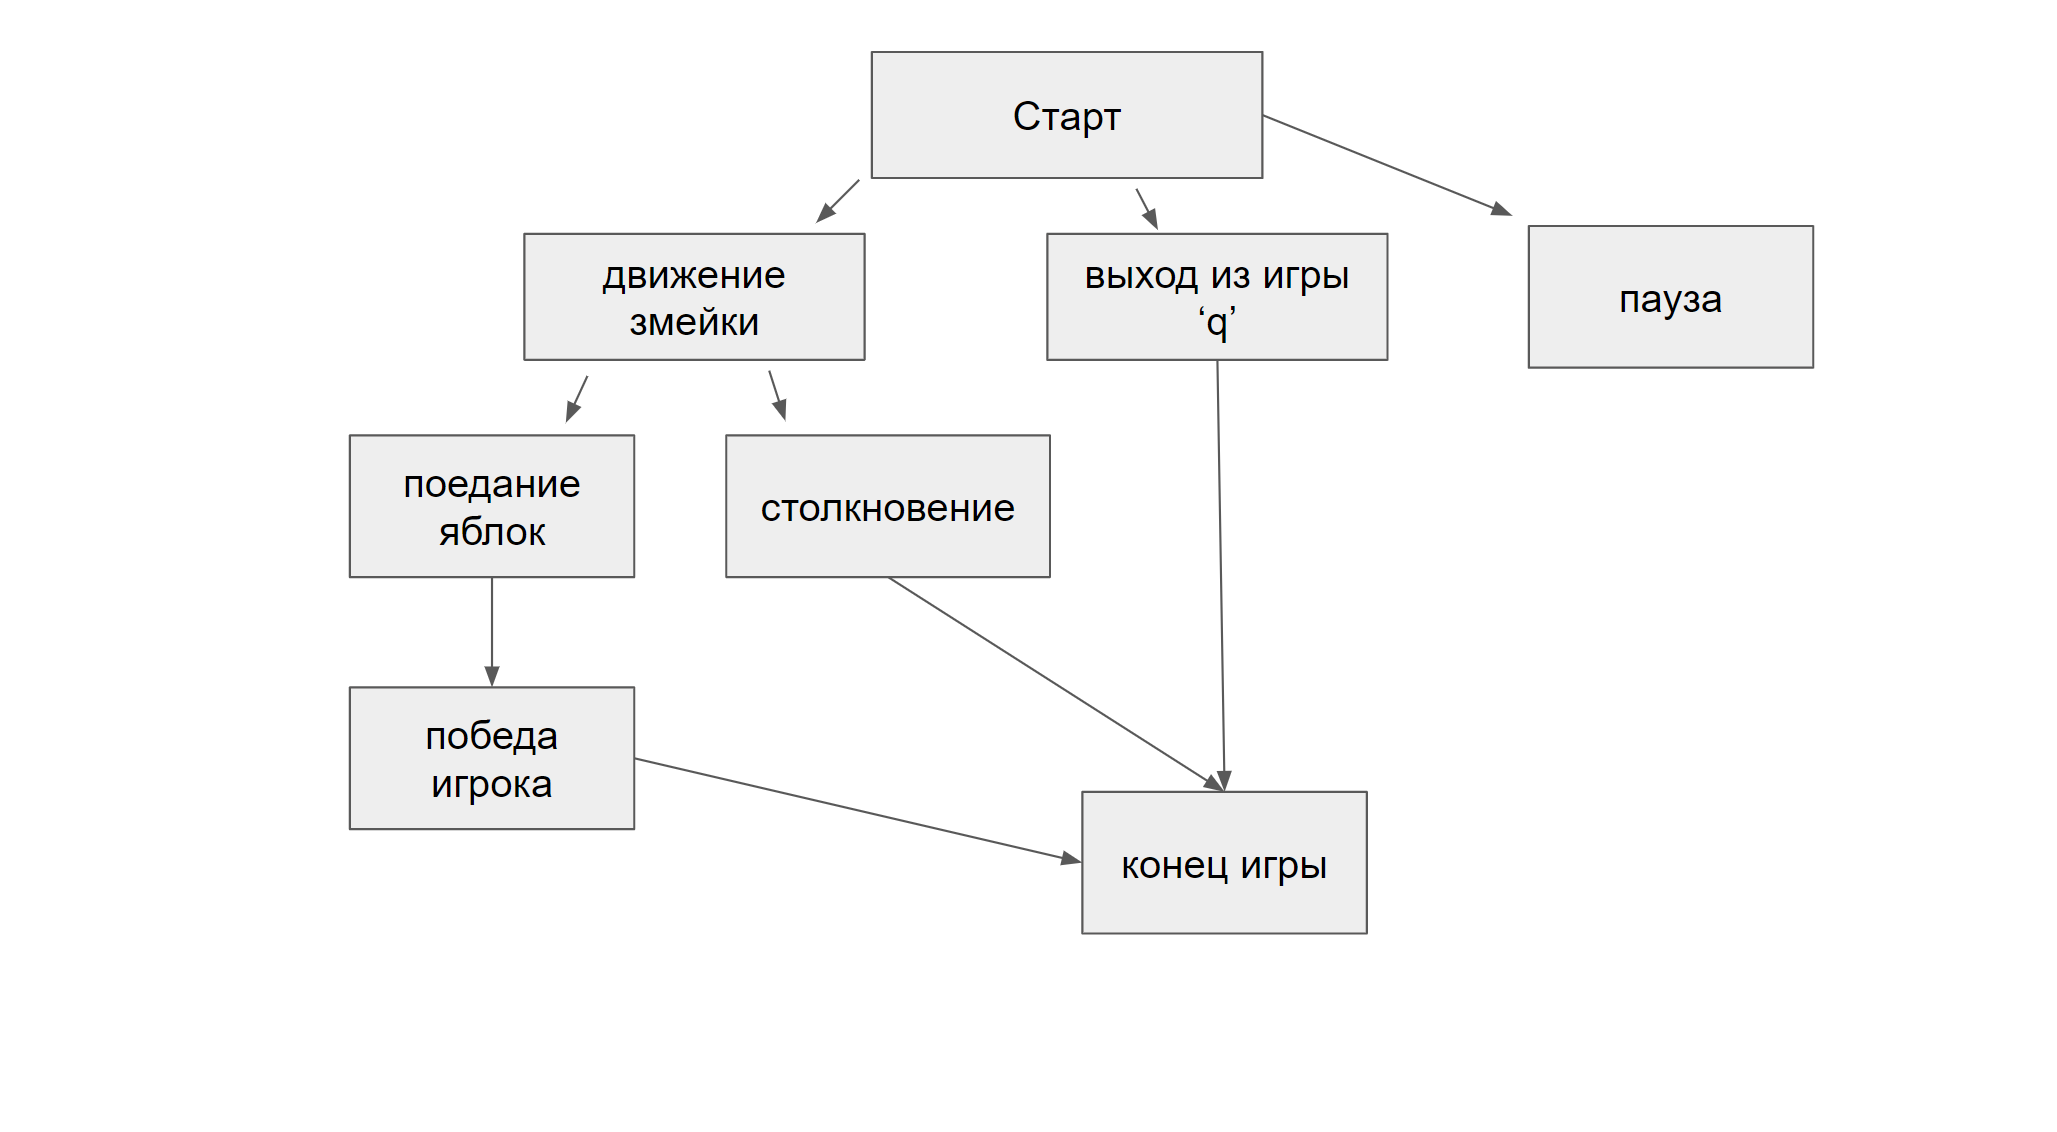 Старт
движение
змейки
выход из игры
‘q’
пауза
поедание
яблок
столкновение
победа
игрока
конец игры